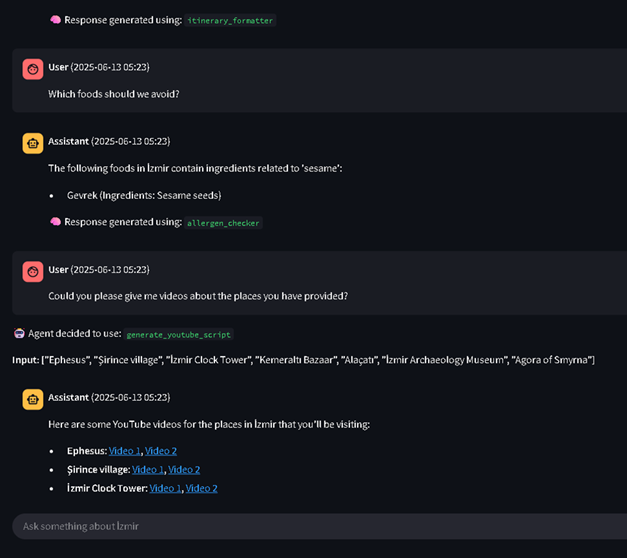 Response generated using: itinerary_formatter
User (2025-06-13 05:23)
Which foods should we avoid?
Assistant (2025-06-13 05:23)
The following foods in İzmir contain ingredients related to 'sesame':
• Gevrek (Ingredients: Sesame seeds)
Response generated using: allergen_checker
User (2025-06-13 05:23)
Could you please give me videos about the places you have provided?
Agent decided to use: generate_youtube_script
Input: ["Ephesus", "Şirince village", "İzmir Clock Tower", "Kemeraltı Bazaar", "Alaçatı", "İzmir Archaeology Museum", "Agora of Smyrna"]
Assistant (2025-06-13 05:23)
Here are some YouTube videos for the places in İzmir that you'll be visiting:
• Ephesus: Video 1, Video 2
• Şirince village: Video 1, Video 2
• İzmir Clock Tower: Video 1, Video 2
Ask something about İzmir